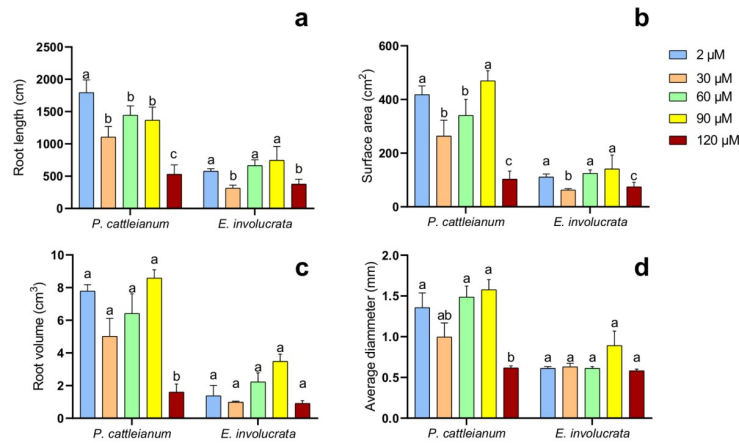 a
Root length (cm)
2500
2000
1500
1000
500
0
a
b
b
b
c
a
b
a
a
b
P. cattleianum
E. involucrata
b
Surface area (cm²)
600
400
200
0
a
b
b
a
c
a
b
a
a
c
P. cattleianum
E. involucrata
2 µM
30 µM
60 µM
90 µM
120 µM
c
Root volume (cm³)
10
8
6
4
2
0
a
a
a
a
b
a
a
a
a
a
P. cattleianum
E. involucrata
d
Average diammeter (mm)
2.0
1.5
1.0
0.5
0.0
a
ab
a
a
b
a
a
a
a
a
P. cattleianum
E. involucrata